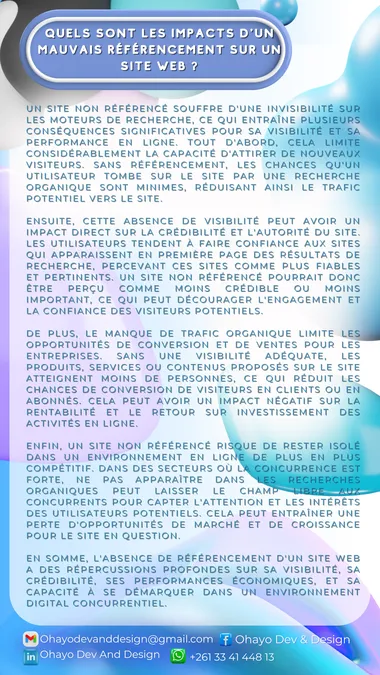 QUELS SONT LES IMPACTS D'UN
MAUVAIS RÉFÉRENCEMENT SUR UN
SITE WEB ?
UN SITE NON RÉFÉRENCÉ SOUFFRE D'UNE INVISIBILITÉ SUR
LES MOTEURS DE RECHERCHE, CE QUI ENTRAÎNE PLUSIEURS
CONSÉQUENCES SIGNIFICATIVES POUR SA VISIBILITÉ ET SA
PERFORMANCE EN LIGNE. TOUT D'ABORD, CELA LIMITE
CONSIDÉRABLEMENT LA CAPACITÉ D'ATTIRER DE NOUVEAUX
VISITEURS. SANS RÉFÉRENCEMENT, LES CHANCES QU'UN
UTILISATEUR TOMBE SUR LE SITE PAR UNE RECHERCHE
ORGANIQUE SONT MINIMES, RÉDUISANT AINSI LE TRAFIC
POTENTIEL VERS LE SITE.
ENSUITE, CETTE ABSENCE DE VISIBILITÉ PEUT AVOIR UN
IMPACT DIRECT SUR LA CRÉDIBILITÉ ET L'AUTORITÉ DU SITE.
LES UTILISATEURS TENDENT À FAIRE CONFIANCE AUX SITES
QUI APPARAISSENT EN PREMIÈRE PAGE DES RÉSULTATS DE
RECHERCHE, PERCEVANT CES SITES COMME PLUS FIABLES
ET PERTINENTS. UN SITE NON RÉFÉRENCÉ POURRAIT DONC
ÊTRE PERÇU COMME MOINS CRÉDIBLE OU MOINS
IMPORTANT, CE QUI PEUT DÉCOURAGER L'ENGAGEMENT ET
LA CONFIANCE DES VISITEURS POTENTIELS.
DE PLUS, LE MANQUE DE TRAFIC ORGANIQUE LIMITE LES
OPPORTUNITÉS DE CONVERSION ET DE VENTES POUR LES
ENTREPRISES. SANS UNE VISIBILITÉ ADÉQUATE, LES
PRODUITS, SERVICES OU CONTENUS PROPOSÉS SUR LE SITE
ATTEIGNENT MOINS DE PERSONNES, CE QUI RÉDUIT LES
CHANCES DE CONVERSION DE VISITEURS EN CLIENTS OU EN
ABONNÉS. CELA PEUT AVOIR UN IMPACT NÉGATIF SUR LA
RENTABILITÉ ET LE RETOUR SUR INVESTISSEMENT DES
ACTIVITÉS EN LIGNE.
ENFIN, UN SITE NON RÉFÉRENCÉ RISQUE DE RESTER ISOLÉ
DANS UN ENVIRONNEMENT EN LIGNE DE PLUS EN PLUS
COMPÉTITIF. DANS DES SECTEURS OÙ LA CONCURRENCE EST
FORTE, NE PAS APPARAÎTRE DANS LES RECHERCHES
ORGANIQUES PEUT LAISSER LE CHAMP LIBRE AUX
CONCURRENTS POUR CAPTER L'ATTENTION ET LES INTÉRÊTS
DES UTILISATEURS POTENTIELS. CELA PEUT ENTRAÎNER UNE
PERTE D'OPPORTUNITÉS DE MARCHÉ ET DE CROISSANCE
POUR LE SITE EN QUESTION.
EN SOMME, L'ABSENCE DE RÉFÉRENCEMENT D'UN SITE WEB
A DES RÉPERCUSSIONS PROFONDES SUR SA VISIBILITÉ, SA
CRÉDIBILITÉ, SES PERFORMANCES ÉCONOMIQUES, ET SA
CAPACITÉ À SE DÉMARQUER DANS UN ENVIRONNEMENT
DIGITAL CONCURRENTIEL.
Ohayodevanddesign@gmail.com Ohayo Dev & Design
Ohayo Dev And Design +261 33 41 448 13